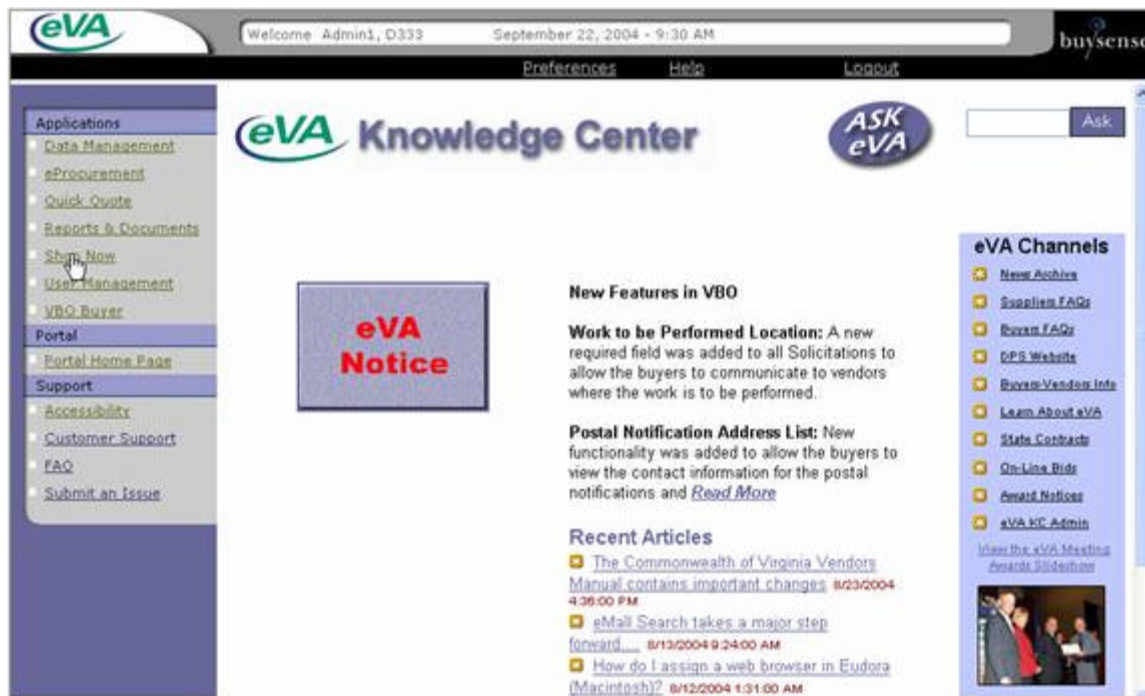 eVA
Welcome Admin1, D333 September 22, 2004 - 9:30 AM
buysense
Preferences Help Logout
Applications
Data Management
eProcurement
Quick Quote
Reports & Documents
Shop Now
User Management
VBO Buyer
Portal
Portal Home Page
Support
Accessibility
Customer Support
FAQ
Submit an Issue
eVA Knowledge Center
ASK
eVA
Ask
eVA
Notice
New Features in VBO
Work to be Performed Location: A new
required field was added to all Solicitations to
allow the buyers to communicate to vendors
where the work is to be performed.
Postal Notification Address List: New
functionality was added to allow the buyers to
view the contact information for the postal
notifications and Read More
Recent Articles
The Commonwealth of Virginia Vendors
Manual contains important changes 8/23/2004
4:36:00 PM
eMall Search takes a major step
forward.... 8/13/2004 9:24:00 AM
How do I assign a web browser in Eudora
(Macintosh)? 8/12/2004 1:31:00 AM
eVA Channels
News Archive
Suppliers FAQs
Buyers FAQs
DPS Website
Buyers-Vendors Info
Learn About eVA
State Contracts
On-Line Bids
Award Notices
eVA KC Admin
View the eVA Meeting
Awards Slideshow